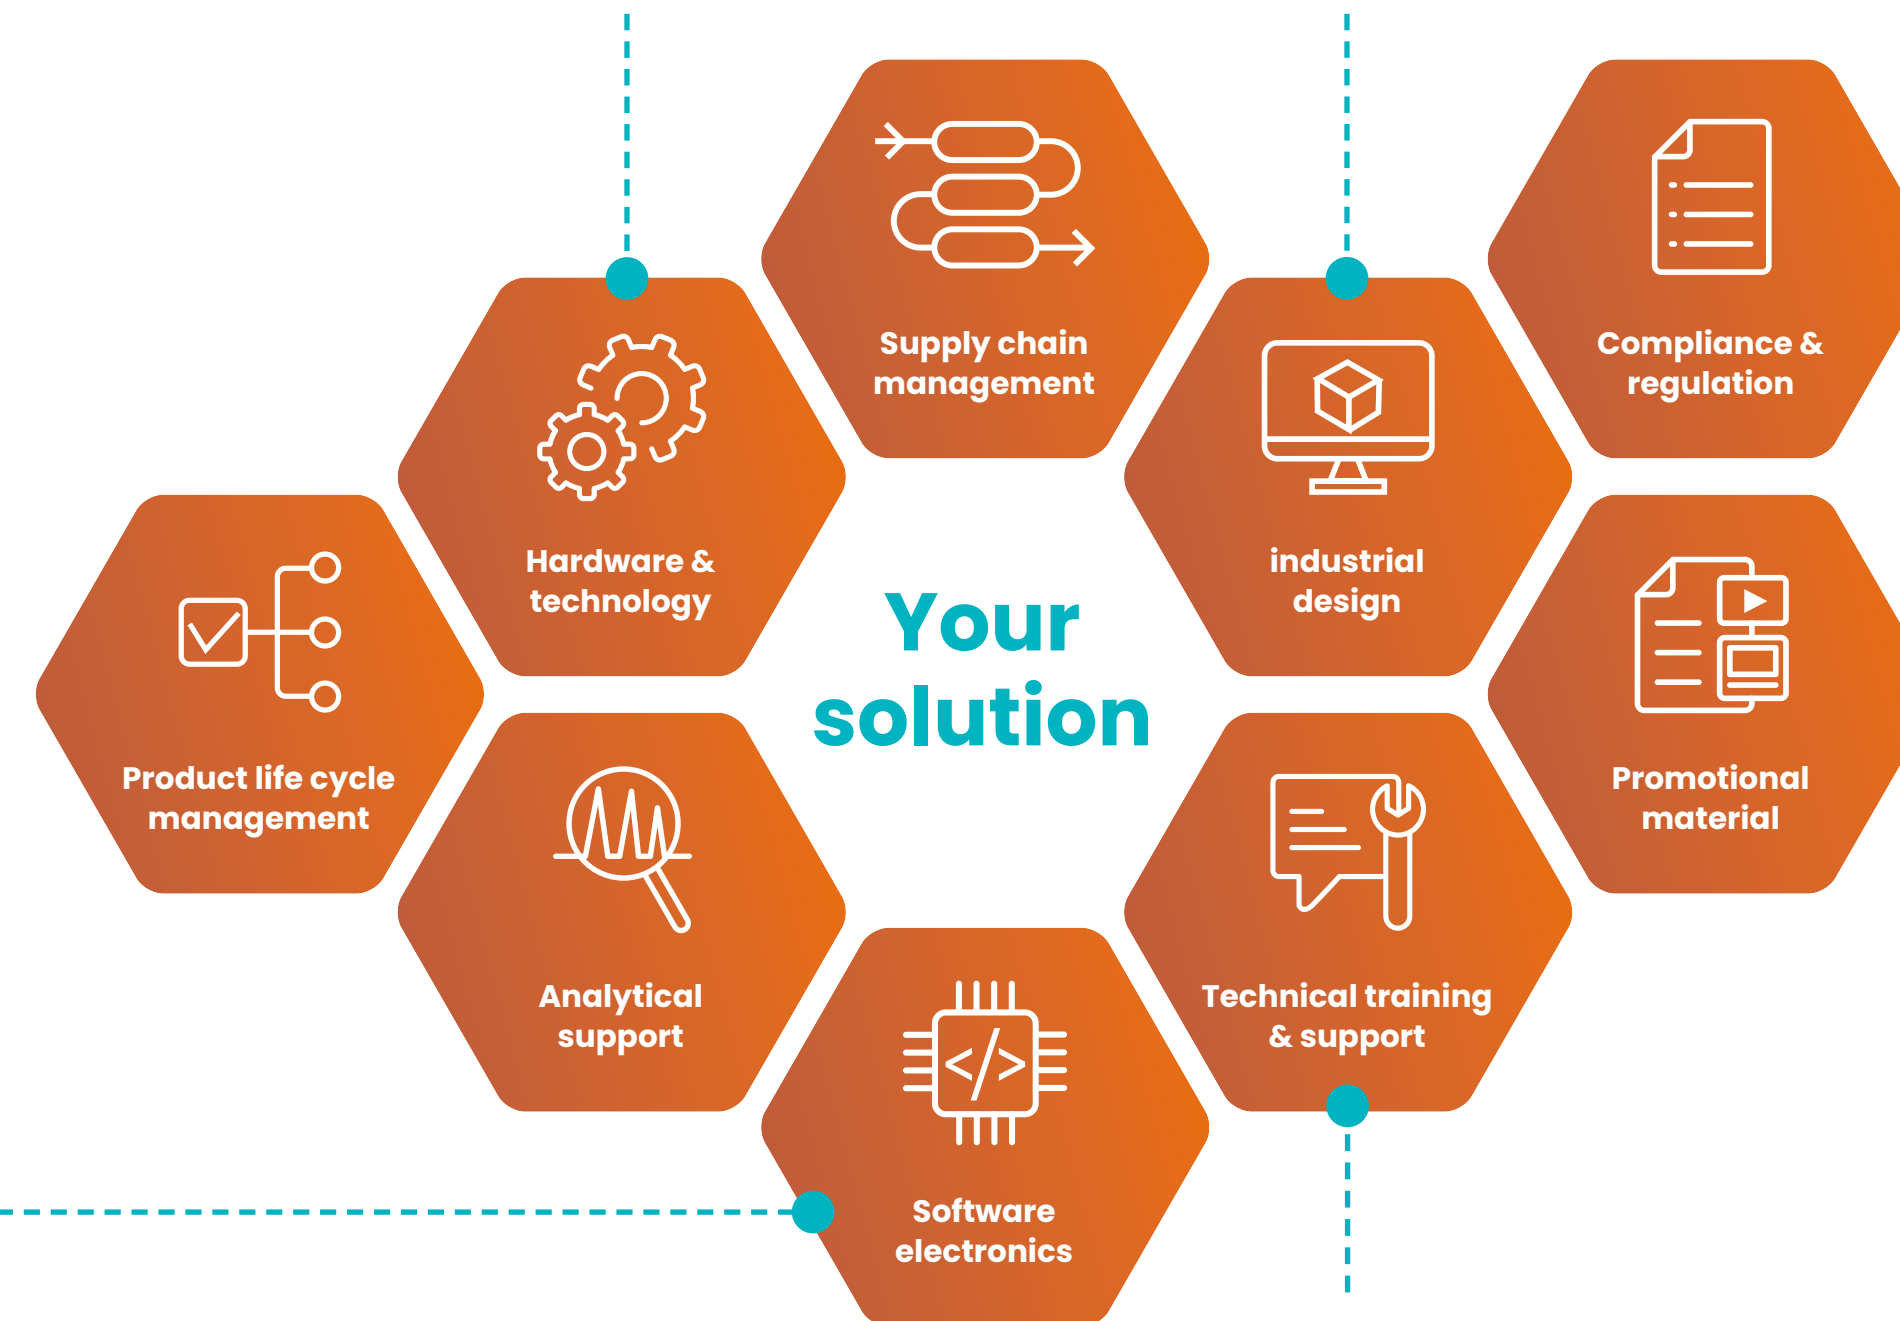 Supply chain
management
Compliance &
regulation
Hardware &
technology
industrial
design
Your
solution
Product life cycle
management
Promotional
material
Analytical
support
Technical training
& support
</>
Software
electronics